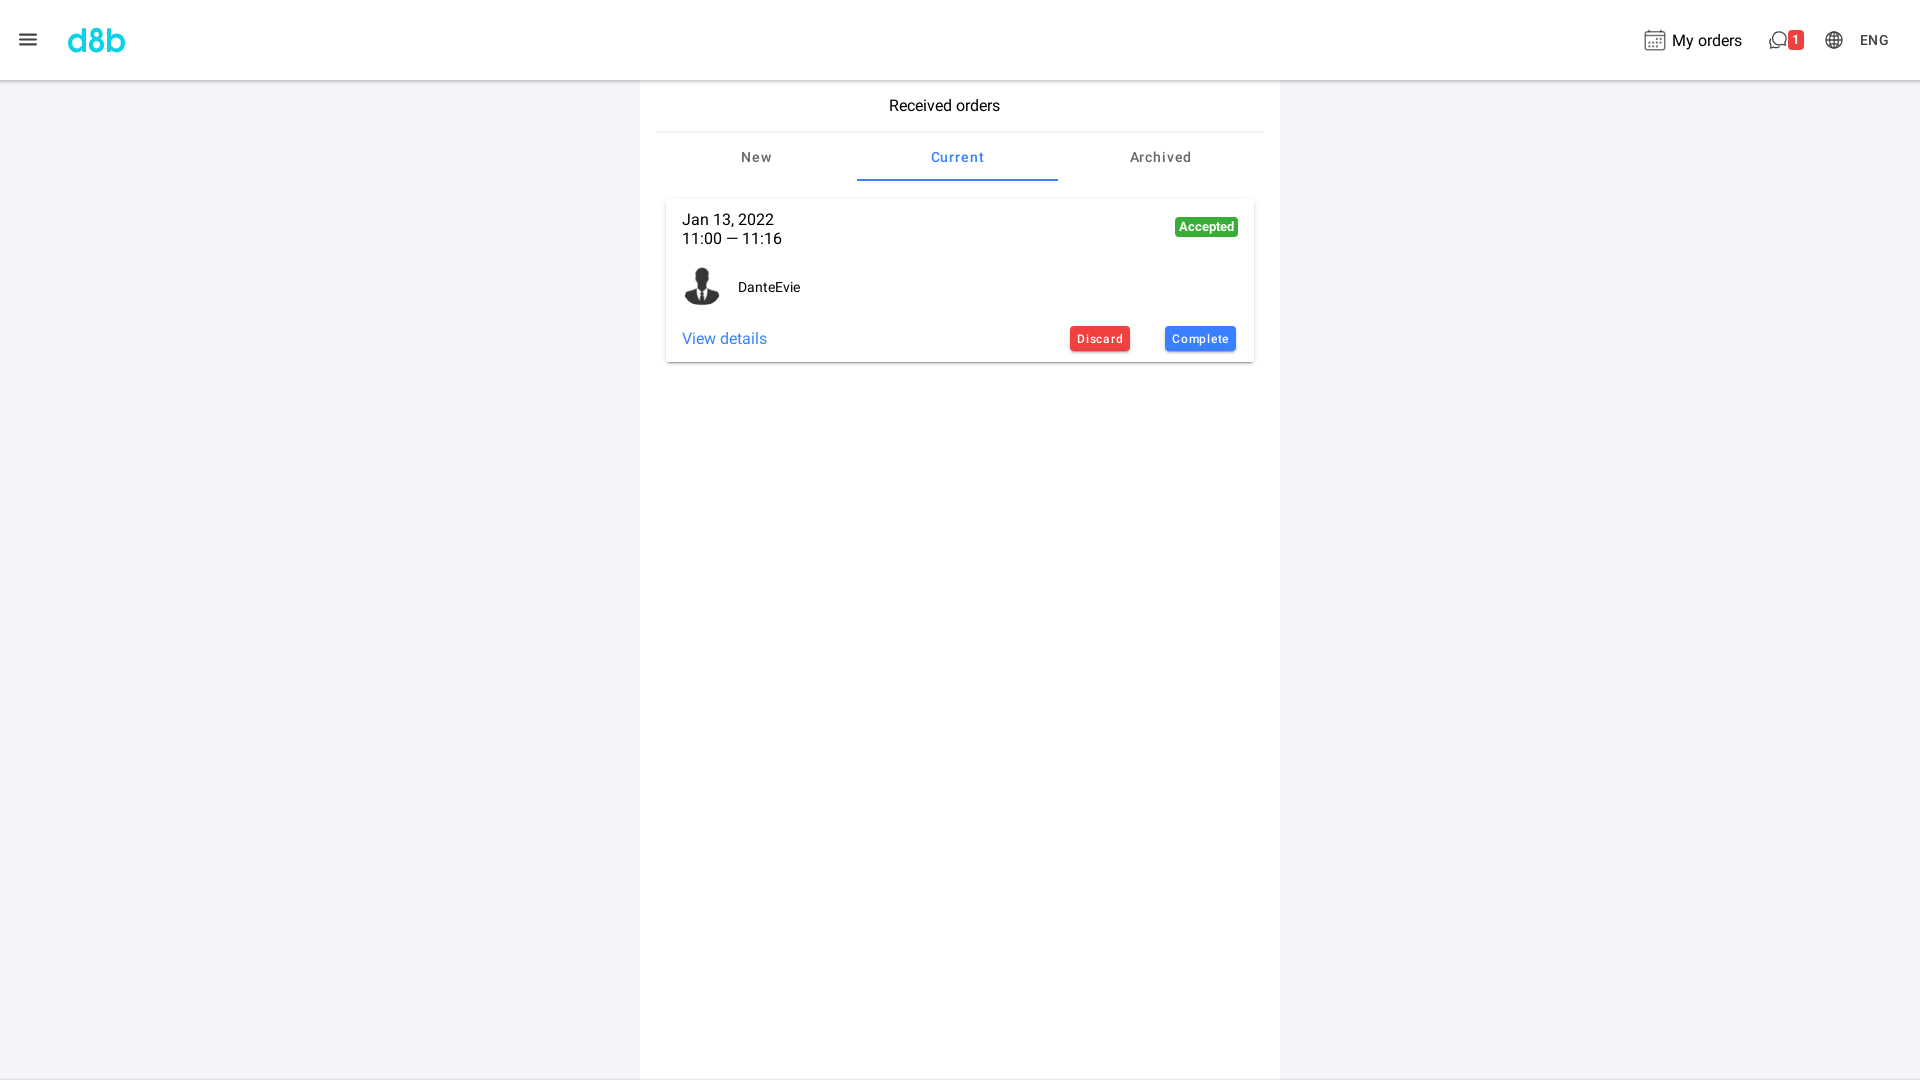 d8b
My orders
1
ENG
Received orders
New
Current
Archived
Jan 13, 2022
11:00 — 11:16
Accepted
DanteEvie
View details
Discard
Complete